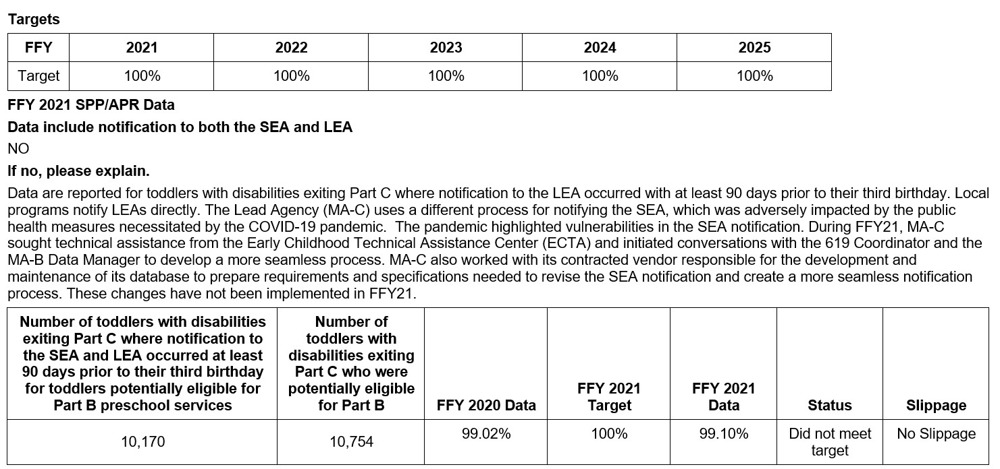 Targets
FFY 2021 2022 2023 2024 2025
Target 100% 100% 100% 100% 100%
FFY 2021 SPP/APR Data
Data include notification to both the SEA and LEA
NO
If no, please explain.
Data are reported for toddlers with disabilities exiting Part C where notification to the LEA occurred with at least 90 days prior to their third birthday. Local
programs notify LEAs directly. The Lead Agency (MA-C) uses a different process for notifying the SEA, which was adversely impacted by the public
health measures necessitated by the COVID-19 pandemic.  The pandemic highlighted vulnerabilities in the SEA notification. During FFY21, MA-C
sought technical assistance from the Early Childhood Technical Assistance Center (ECTA) and initiated conversations with the 619 Coordinator and the
MA-B Data Manager to develop a more seamless process. MA-C also worked with its contracted vendor responsible for the development and
maintenance of its database to prepare requirements and specifications needed to revise the SEA notification and create a more seamless notification
process. These changes have not been implemented in FFY21.
Number of toddlers with disabilities
exiting Part C where notification to
the SEA and LEA occurred at least
90 days prior to their third birthday
for toddlers potentially eligible for
Part B preschool services
Number of
toddlers with
disabilities exiting
Part C who were
potentially eligible
for Part B
FFY 2020 Data
FFY 2021
Target
FFY 2021
Data
Status
Slippage
10,170
10,754
99.02%
100%
99.10%
Did not meet
target
No Slippage